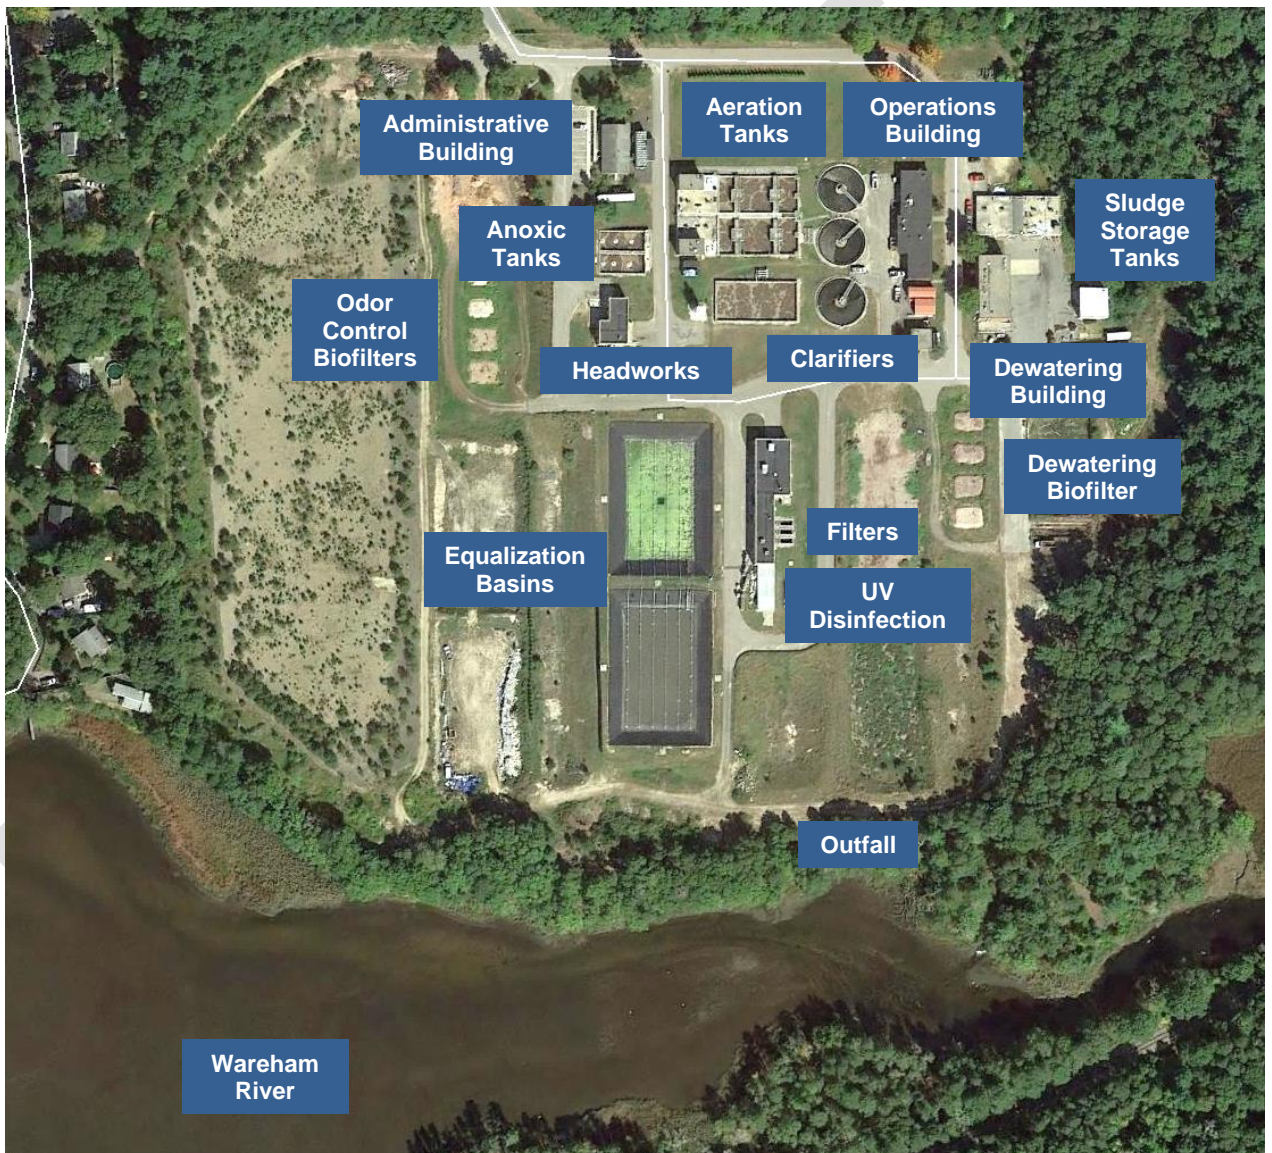 Administrative
Building
Aeration
Tanks
Operations
Building
Anoxic
Tanks
Sludge
Storage
Tanks
Odor
Control
Biofilters
Headworks
Clarifiers
Dewatering
Building
Dewatering
Biofilter
Filters
Equalization
Basins
UV
Disinfection
Outfall
Wareham
River